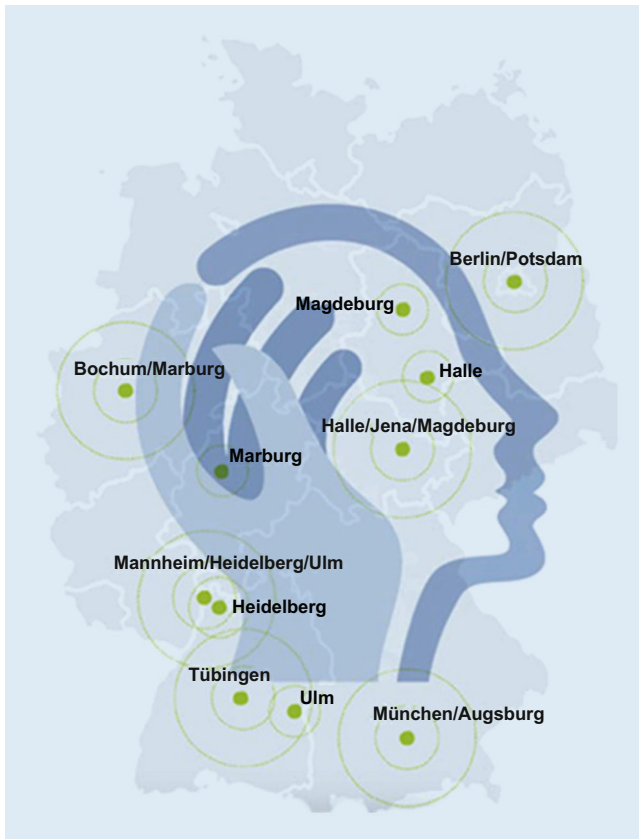 Berlin/Potsdam
Magdeburg
Bochum/Marburg
Halle
Halle/Jena/Magdeburg
Marburg
Mannheim/Heidelberg/Ulm
Heidelberg
Tübingen
Ulm
München/Augsburg